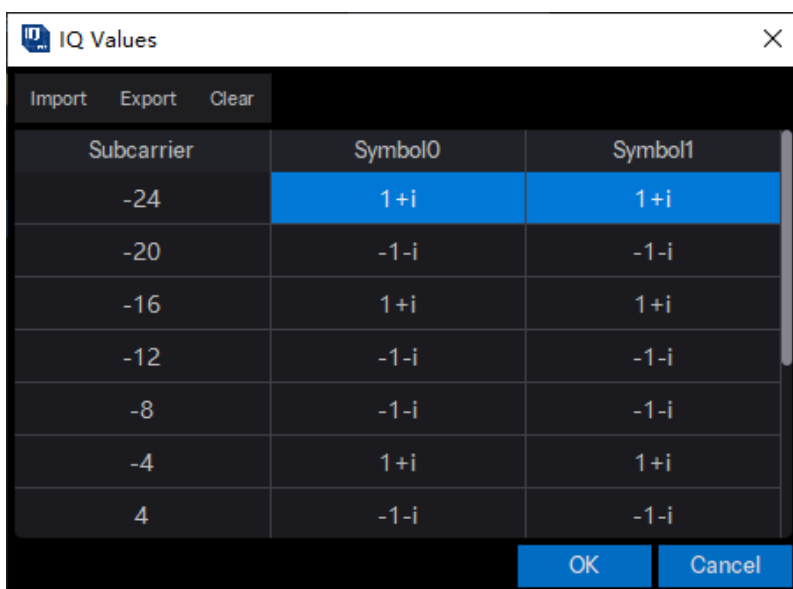 IQ Values
Import Export Clear
Subcarrier Symbol0 Symbol1
-24 1+i 1+i
-20 -1-i -1-i
-16 1+i 1+i
-12 -1-i -1-i
-8 -1-i -1-i
-4 1+i 1+i
4 -1-i -1-i
OK Cancel